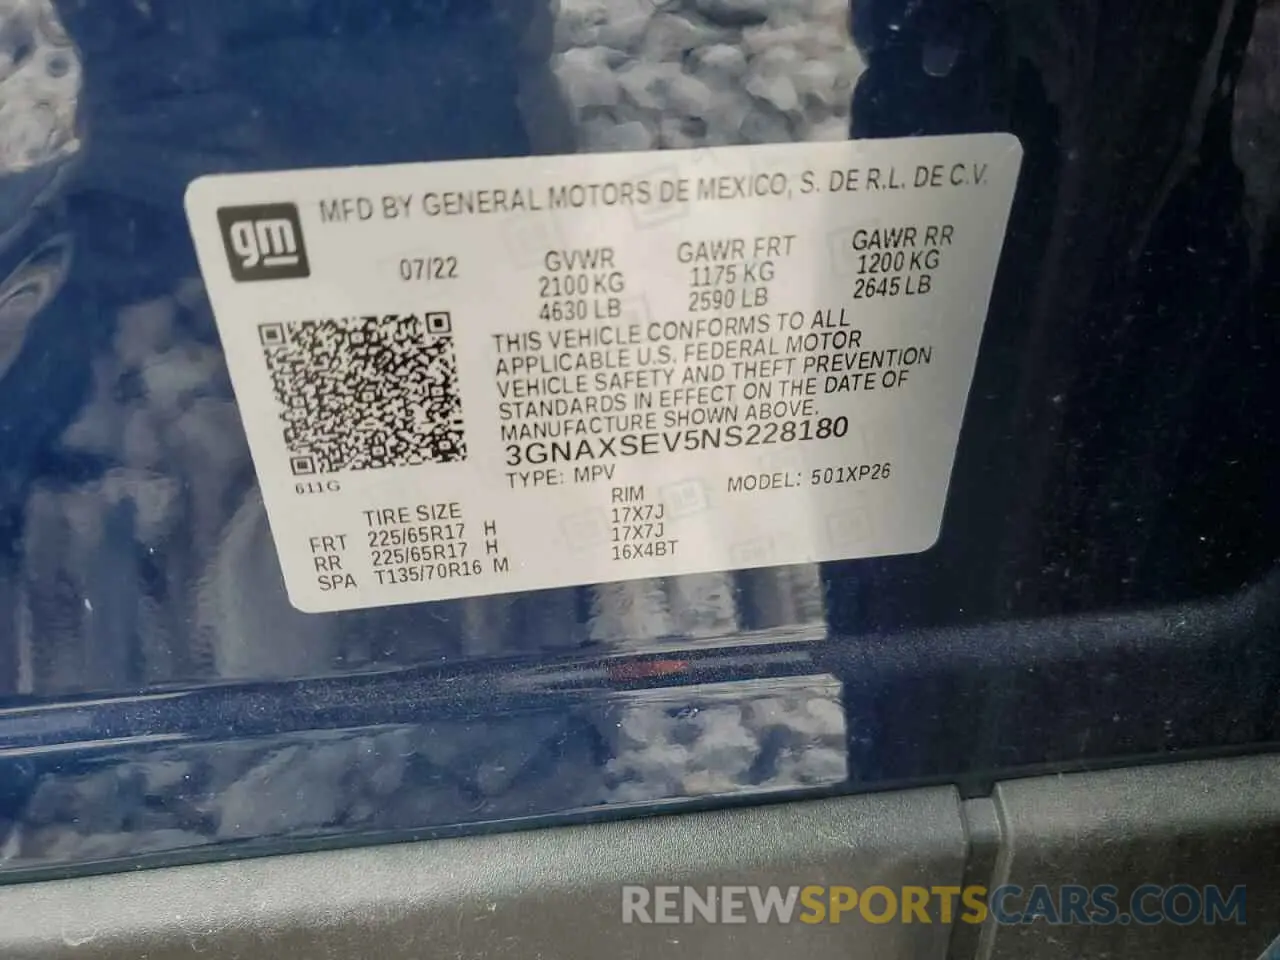 gm
MFD BY GENERAL MOTORS DE MEXICO, S. DE R.L. DE C.V.
07/22
GVWR
2100 KG
4630 LB
GAWR FRT
1175 KG
2590 LB
GAWR RR
1200 KG
2645 LB
THIS VEHICLE CONFORMS TO ALL
APPLICABLE U.S. FEDERAL MOTOR
VEHICLE SAFETY AND THEFT PREVENTION
STANDARDS IN EFFECT ON THE DATE OF
MANUFACTURE SHOWN ABOVE.
3GNAXSEV5NS228180
TYPE: MPV
MODEL: 501XP26
611G
TIRE SIZE
RIM
FRT 225/65R17 H 17X7J
RR 225/65R17 H 17X7J
SPA T135/70R16 M 16X4BT
RENEWSPORTSCARS.COM